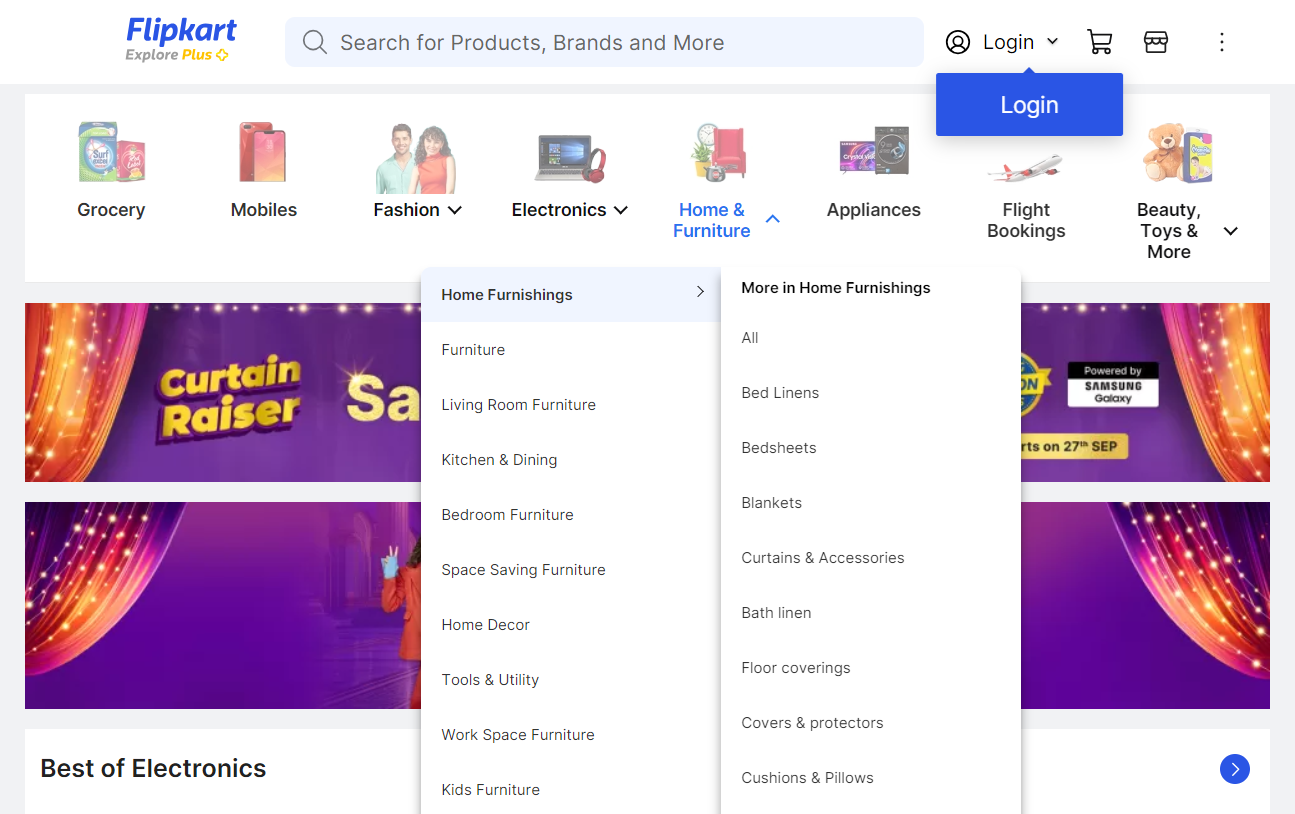 Flipkart
Explore Plus
Search for Products, Brands and More
Login
Login
Grocery
Mobiles
Fashion
Electronics
Home &
Furniture
Appliances
Flight
Bookings
Beauty,
Toys &
More
Surf
excel
SAMSUNG
Home Furnishings
Furniture
Living Room Furniture
Kitchen & Dining
Bedroom Furniture
Space Saving Furniture
Home Decor
Tools & Utility
Work Space Furniture
Kids Furniture
More in Home Furnishings
All
Bed Linens
Bedsheets
Blankets
Curtains & Accessories
Bath linen
Floor coverings
Covers & protectors
Cushions & Pillows
Curtain
Raiser
Sa
ON
Powered by
SAMSUNG
Galaxy
rts on 27th SEP
Best of Electronics